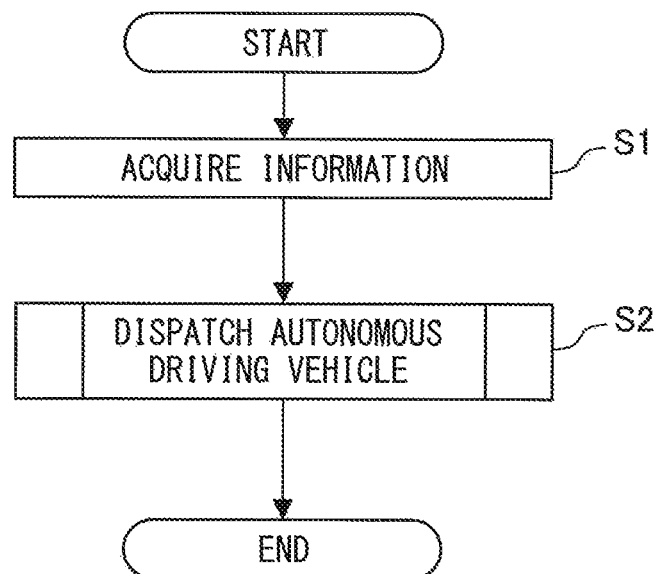 START
ACQUIRE INFORMATION
S1
DISPATCH AUTONOMOUS
DRIVING VEHICLE
S2
END